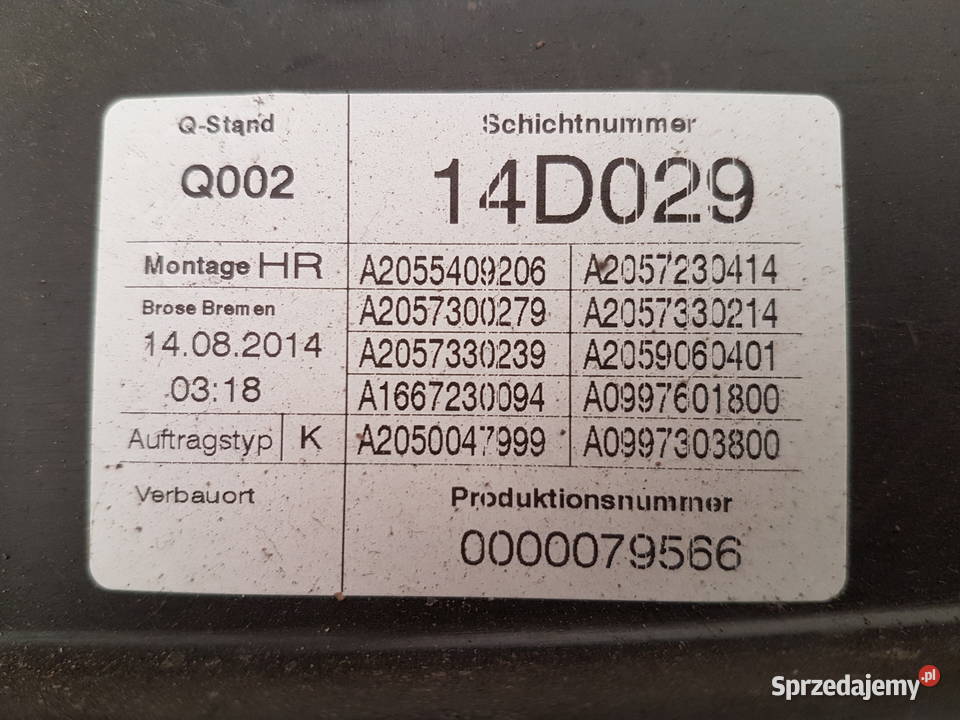 Q-Stand
Q002
Schichtnummer
14D029
Montage HR
A2055409206 A2057230414
Brose Bremen
14.08.2014
03:18
A2057300279 A2057330214
A2057330239 A2059060401
A1667230094 A0997601800
Auftragstyp K
A2050047999 A0997303800
Verbauort
Produktionsnummer
0000079566
Sprzedajemy.pl